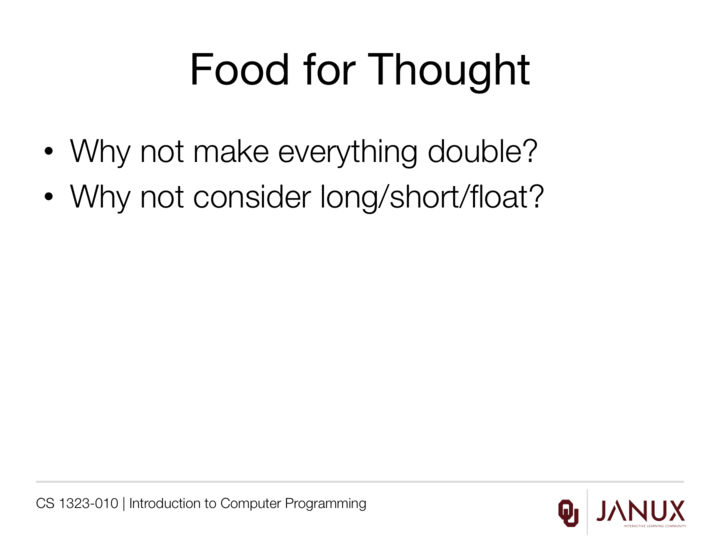 Food for Thought
• Why not make everything double?
• Why not consider long/short/float?
CS 1323-010 | Introduction to Computer Programming
OU
JANUX
INTERACTIVE LEARNING COMMUNITY